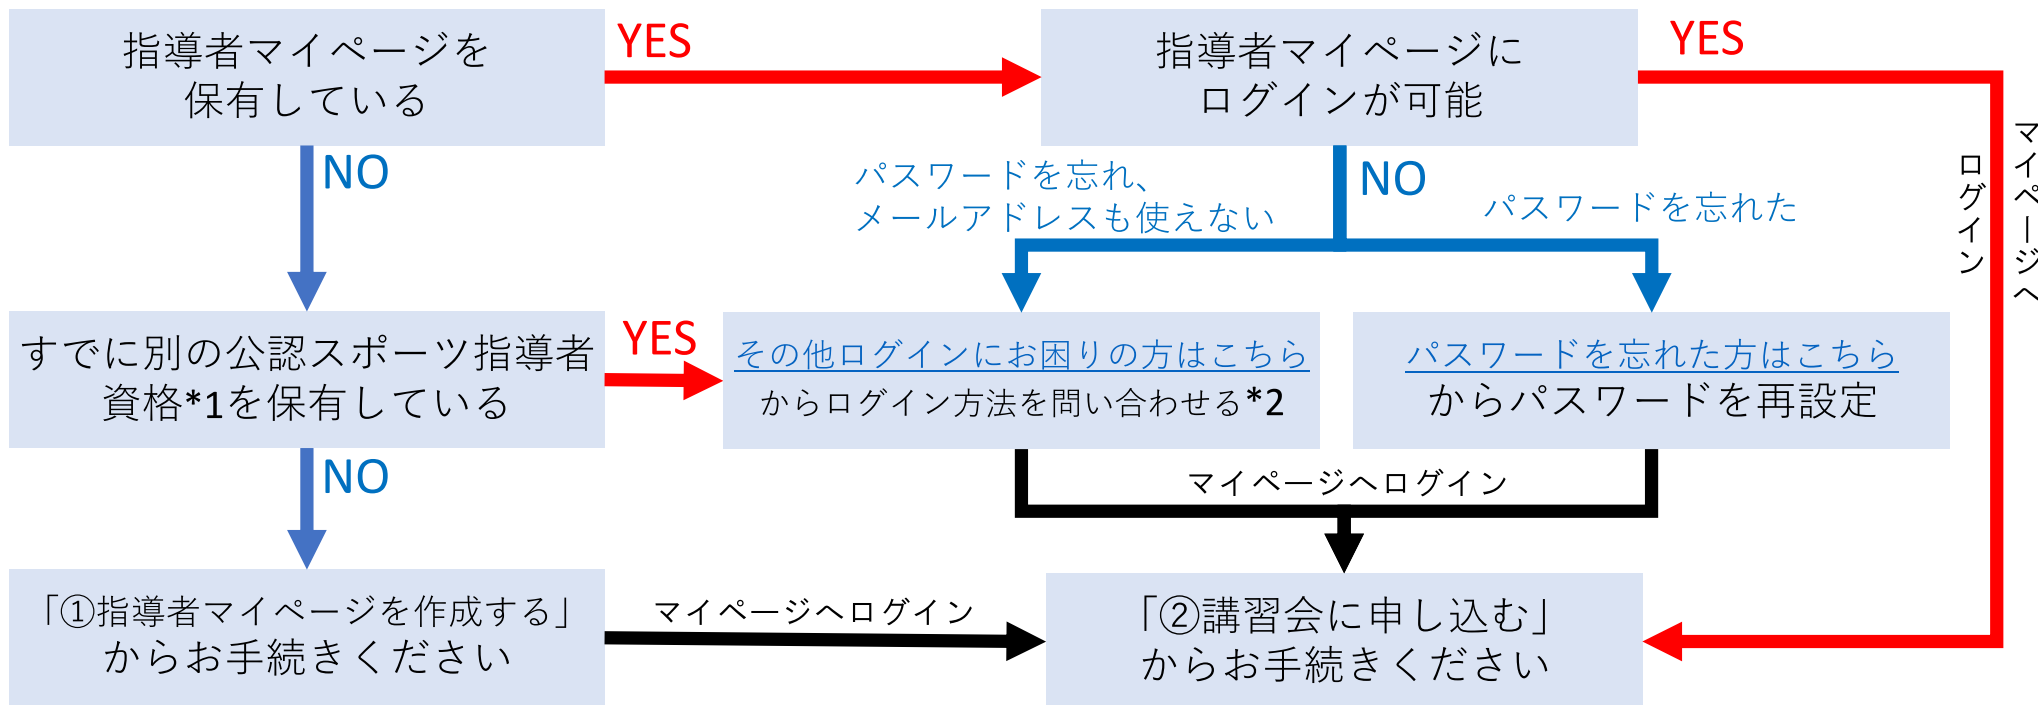 指導者マイページを
保有している
YES
指導者マイページに
ログインが可能
YES
マイページへ
ログイン
NO
パスワードを忘れ、
メールアドレスも使えない
NO
パスワードを忘れた
すでに別の公認スポーツ指導者
資格*1を保有している
YES
その他ログインにお困りの方はこちら
からログイン方法を問い合わせる*2
パスワードを忘れた方はこちら
からパスワードを再設定
NO
マイページへログイン
「①指導者マイページを作成する」
からお手続きください
マイページへログイン
「②講習会に申し込む」
からお手続きください